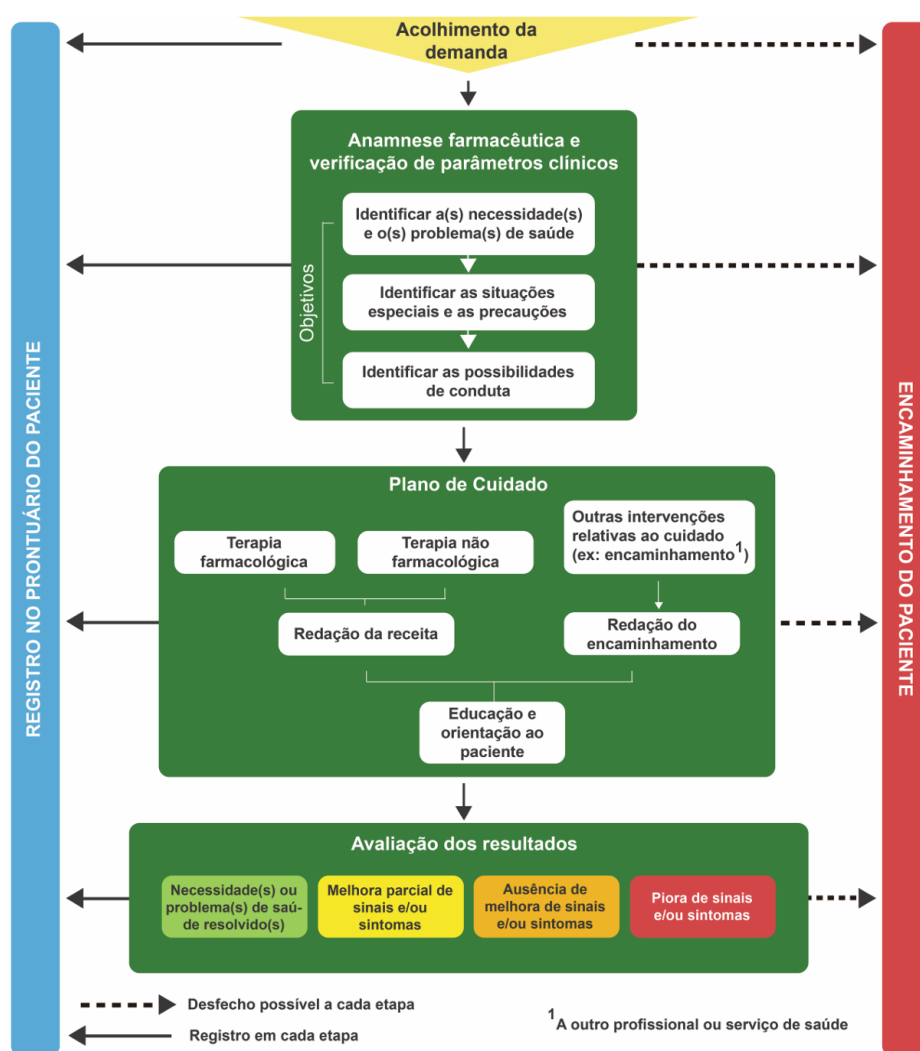 Acolhimento da
demanda
REGISTRO NO PRONTUÁRIO DO PACIENTE
ENCAMINHAMENTO DO PACIENTE
Anamnese farmacêutica e
verificação de parâmetros clínicos
Objetivos
Identificar a(s) necessidade(s)
e o(s) problema(s) de saúde
Identificar as situações
especiais e as precauções
Identificar as possibilidades
de conduta
Plano de Cuidado
Terapia
farmacológica
Terapia não
farmacológica
Outras intervenções
relativas ao cuidado
(ex: encaminhamento1)
Redação da receita
Redação do
encaminhamento
Educação e
orientação ao
paciente
Avaliação dos resultados
Necessidade(s) ou
problema(s) de saú-
de resolvido(s)
Melhora parcial de
sinais e/ou
sintomas
Ausência de
melhora de sinais
e/ou sintomas
Piora de sinais
e/ou sintomas
Desfecho possível a cada etapa
Registro em cada etapa
1A outro profissional ou serviço de saúde